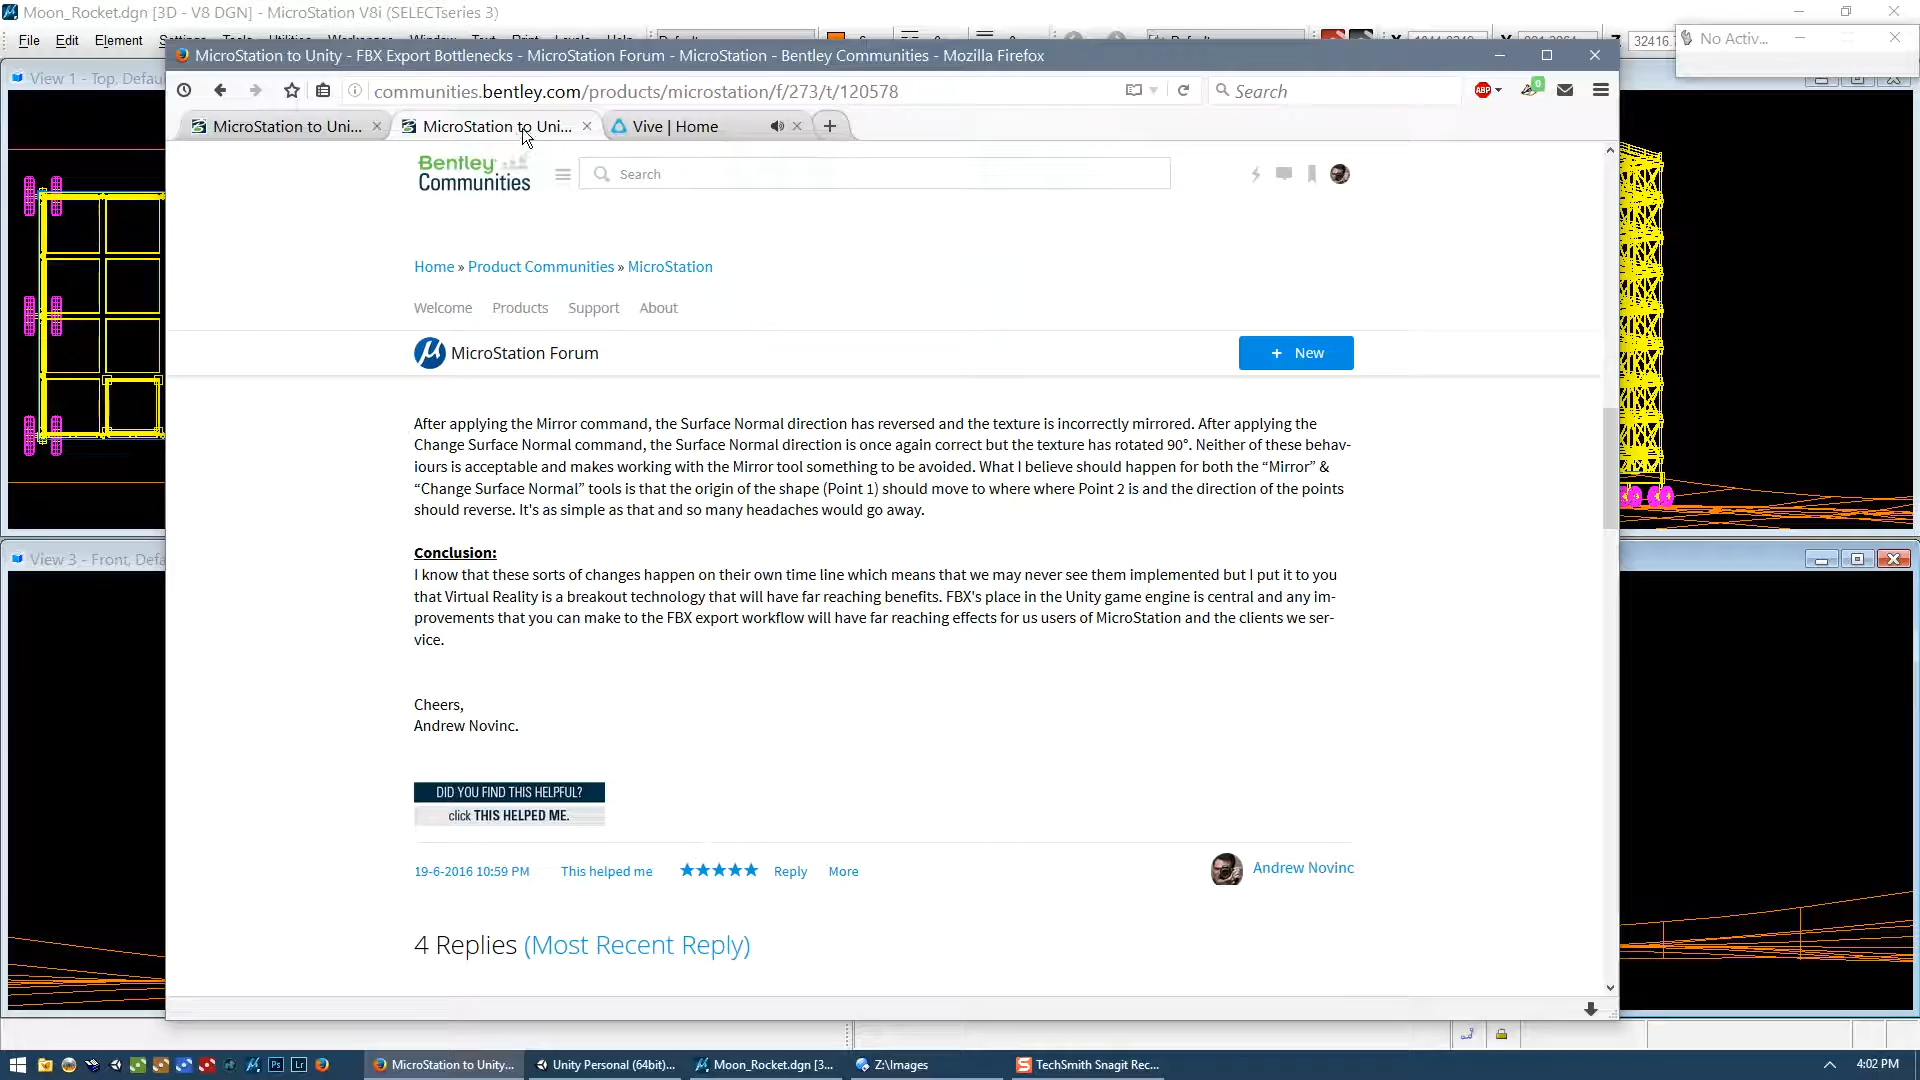 Moon_Rocket.dgn [3D - V8 DGN] - MicroStation V8i (SELECTseries 3)
File Edit Element
No Activ...
View 1 - Top, Defau
MicroStation to Unity - FBX Export Bottlenecks - MicroStation Forum - MicroStation - Bentley Communities - Mozilla Firefox
communities.bentley.com/products/microstation/f/273/t/120578
Search
ABP
0
MicroStation to Uni...
MicroStation to Uni...
Vive | Home
Bentley
Communities
Search
Home » Product Communities » MicroStation
Welcome Products Support About
MicroStation Forum
+ New
After applying the Mirror command, the Surface Normal direction has reversed and the texture is incorrectly mirrored. After applying the
Change Surface Normal command, the Surface Normal direction is once again correct but the texture has rotated 90°. Neither of these behav-
iours is acceptable and makes working with the Mirror tool something to be avoided. What I believe should happen for both the “Mirror” &
“Change Surface Normal” tools is that the origin of the shape (Point 1) should move to where where Point 2 is and the direction of the points
should reverse. It's as simple as that and so many headaches would go away.
Conclusion:
I know that these sorts of changes happen on their own time line which means that we may never see them implemented but I put it to you
that Virtual Reality is a breakout technology that will have far reaching benefits. FBX's place in the Unity game engine is central and any im-
provements that you can make to the FBX export workflow will have far reaching effects for us users of MicroStation and the clients we ser-
vice.
Cheers,
Andrew Novinc.
DID YOU FIND THIS HELPFUL?
click THIS HELPED ME.
19-6-2016 10:59 PM This helped me Reply More
Andrew Novinc
4 Replies (Most Recent Reply)
View 3 - Front, Defa
MicroStation to Unity...
Unity Personal (64bit)...
Moon_Rocket.dgn [3...
Z:\Images
TechSmith Snagit Rec...
4:02 PM